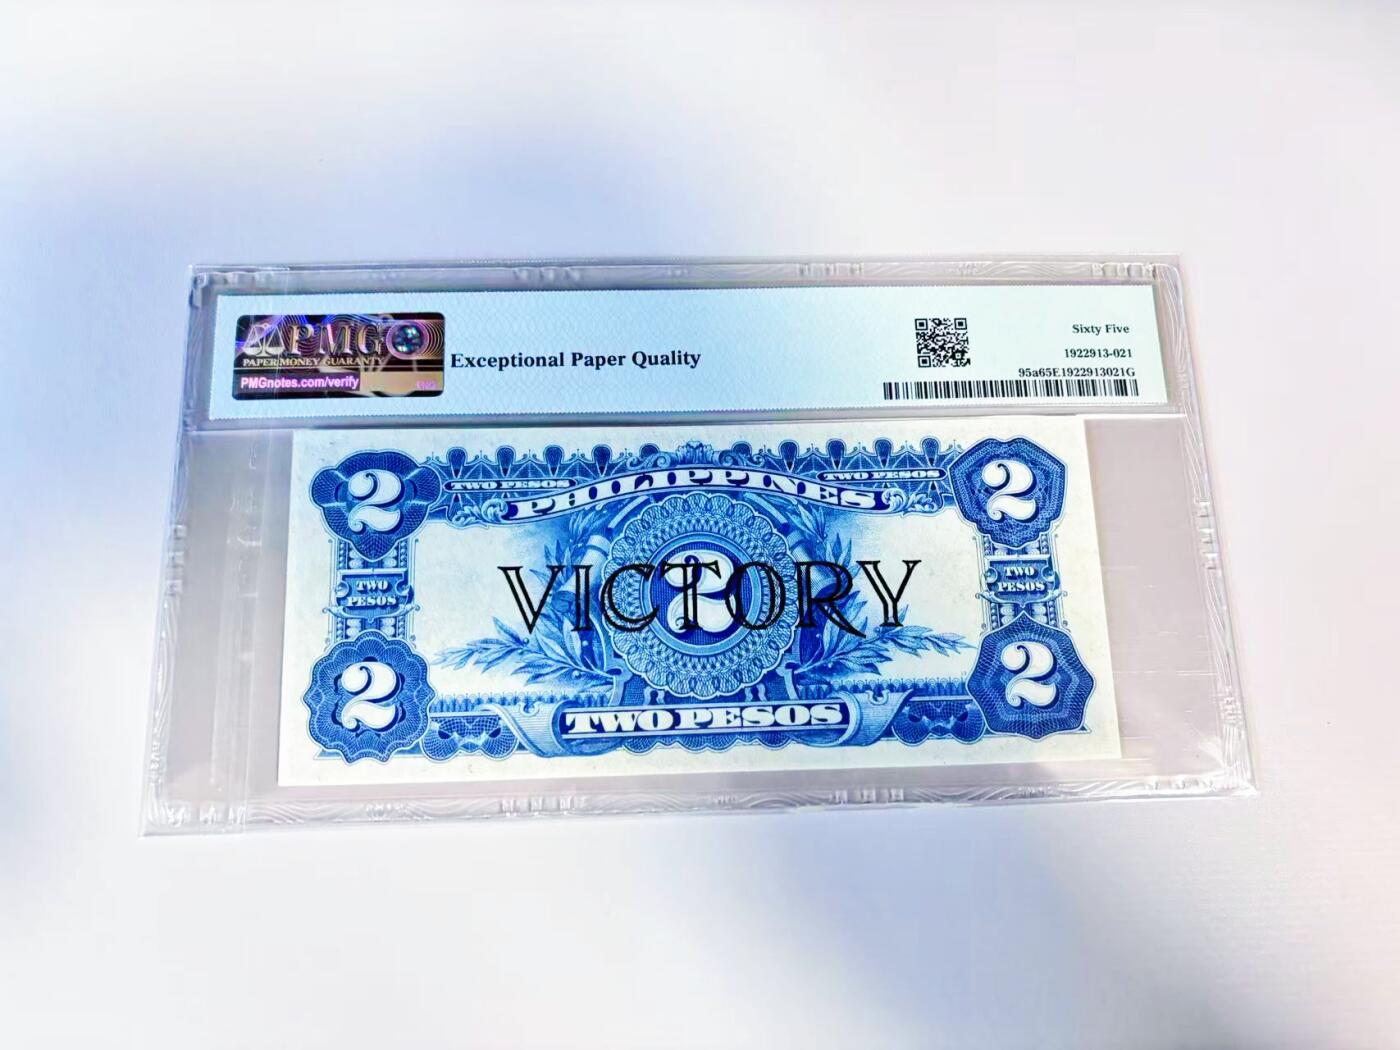 PMG
PAPER MONEY GUARANTY
PMGnotes.com/verify
Exceptional Paper Quality
Sixty Five
1922913-021
95a65E1922913021G
2
TWO PESOS
PHILIPPINES
TWO PESOS
2
VICTORY
2
TWO
PESOS
TWO
PESOS
2
TWO PESOS
2